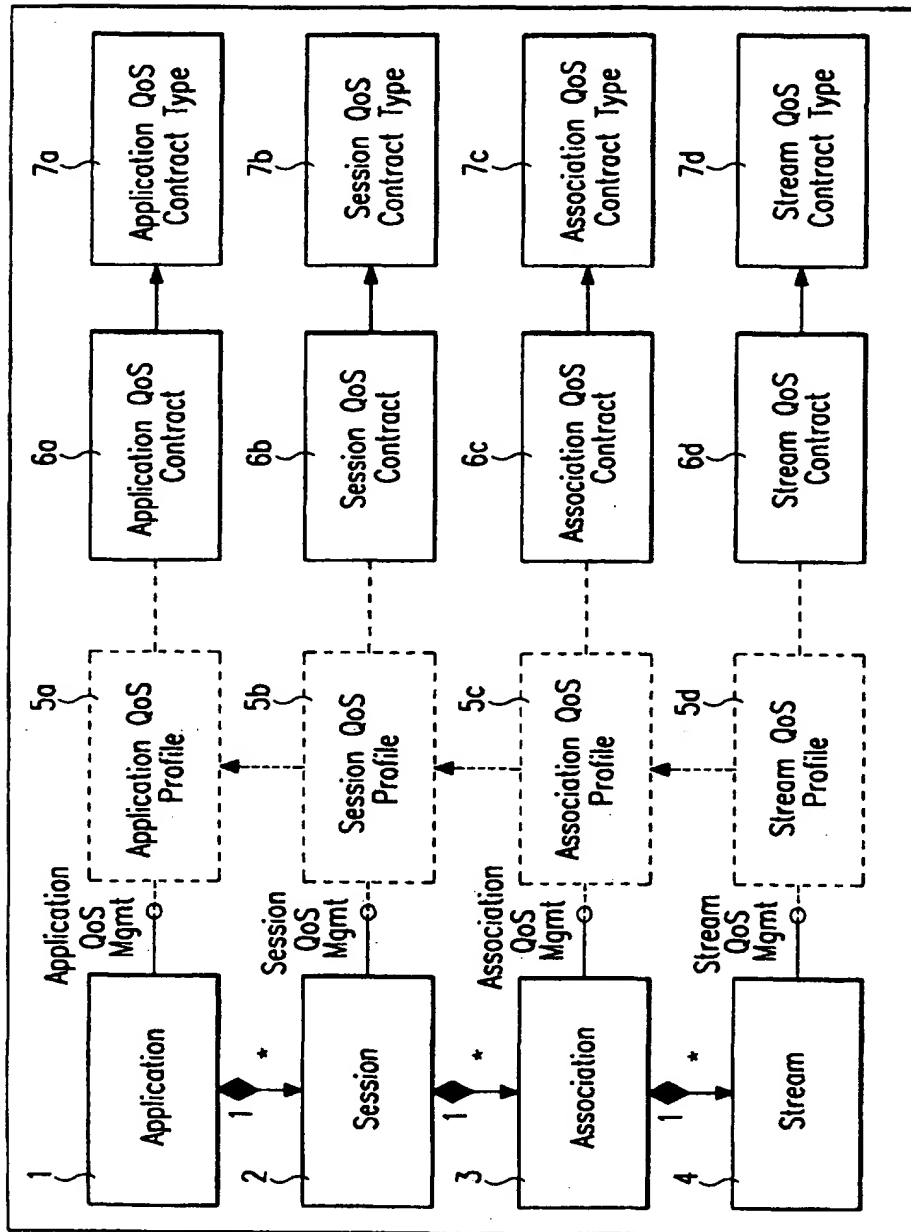 1
Application
1
*
Application
QoS
Mgmt
5a
Application QoS
Profile
6a
Application QoS
Contract
7a
Application QoS
Contract Type
2
Session
1
*
Session
QoS
Mgmt
5b
Session QoS
Profile
6b
Session QoS
Contract
7b
Session QoS
Contract Type
3
Association
1
*
Association
QoS
Mgmt
5c
Association QoS
Profile
6c
Association QoS
Contract
7c
Association QoS
Contract Type
4
Stream
Stream
QoS
Mgmt
5d
Stream QoS
Profile
6d
Stream QoS
Contract
7d
Stream QoS
Contract Type